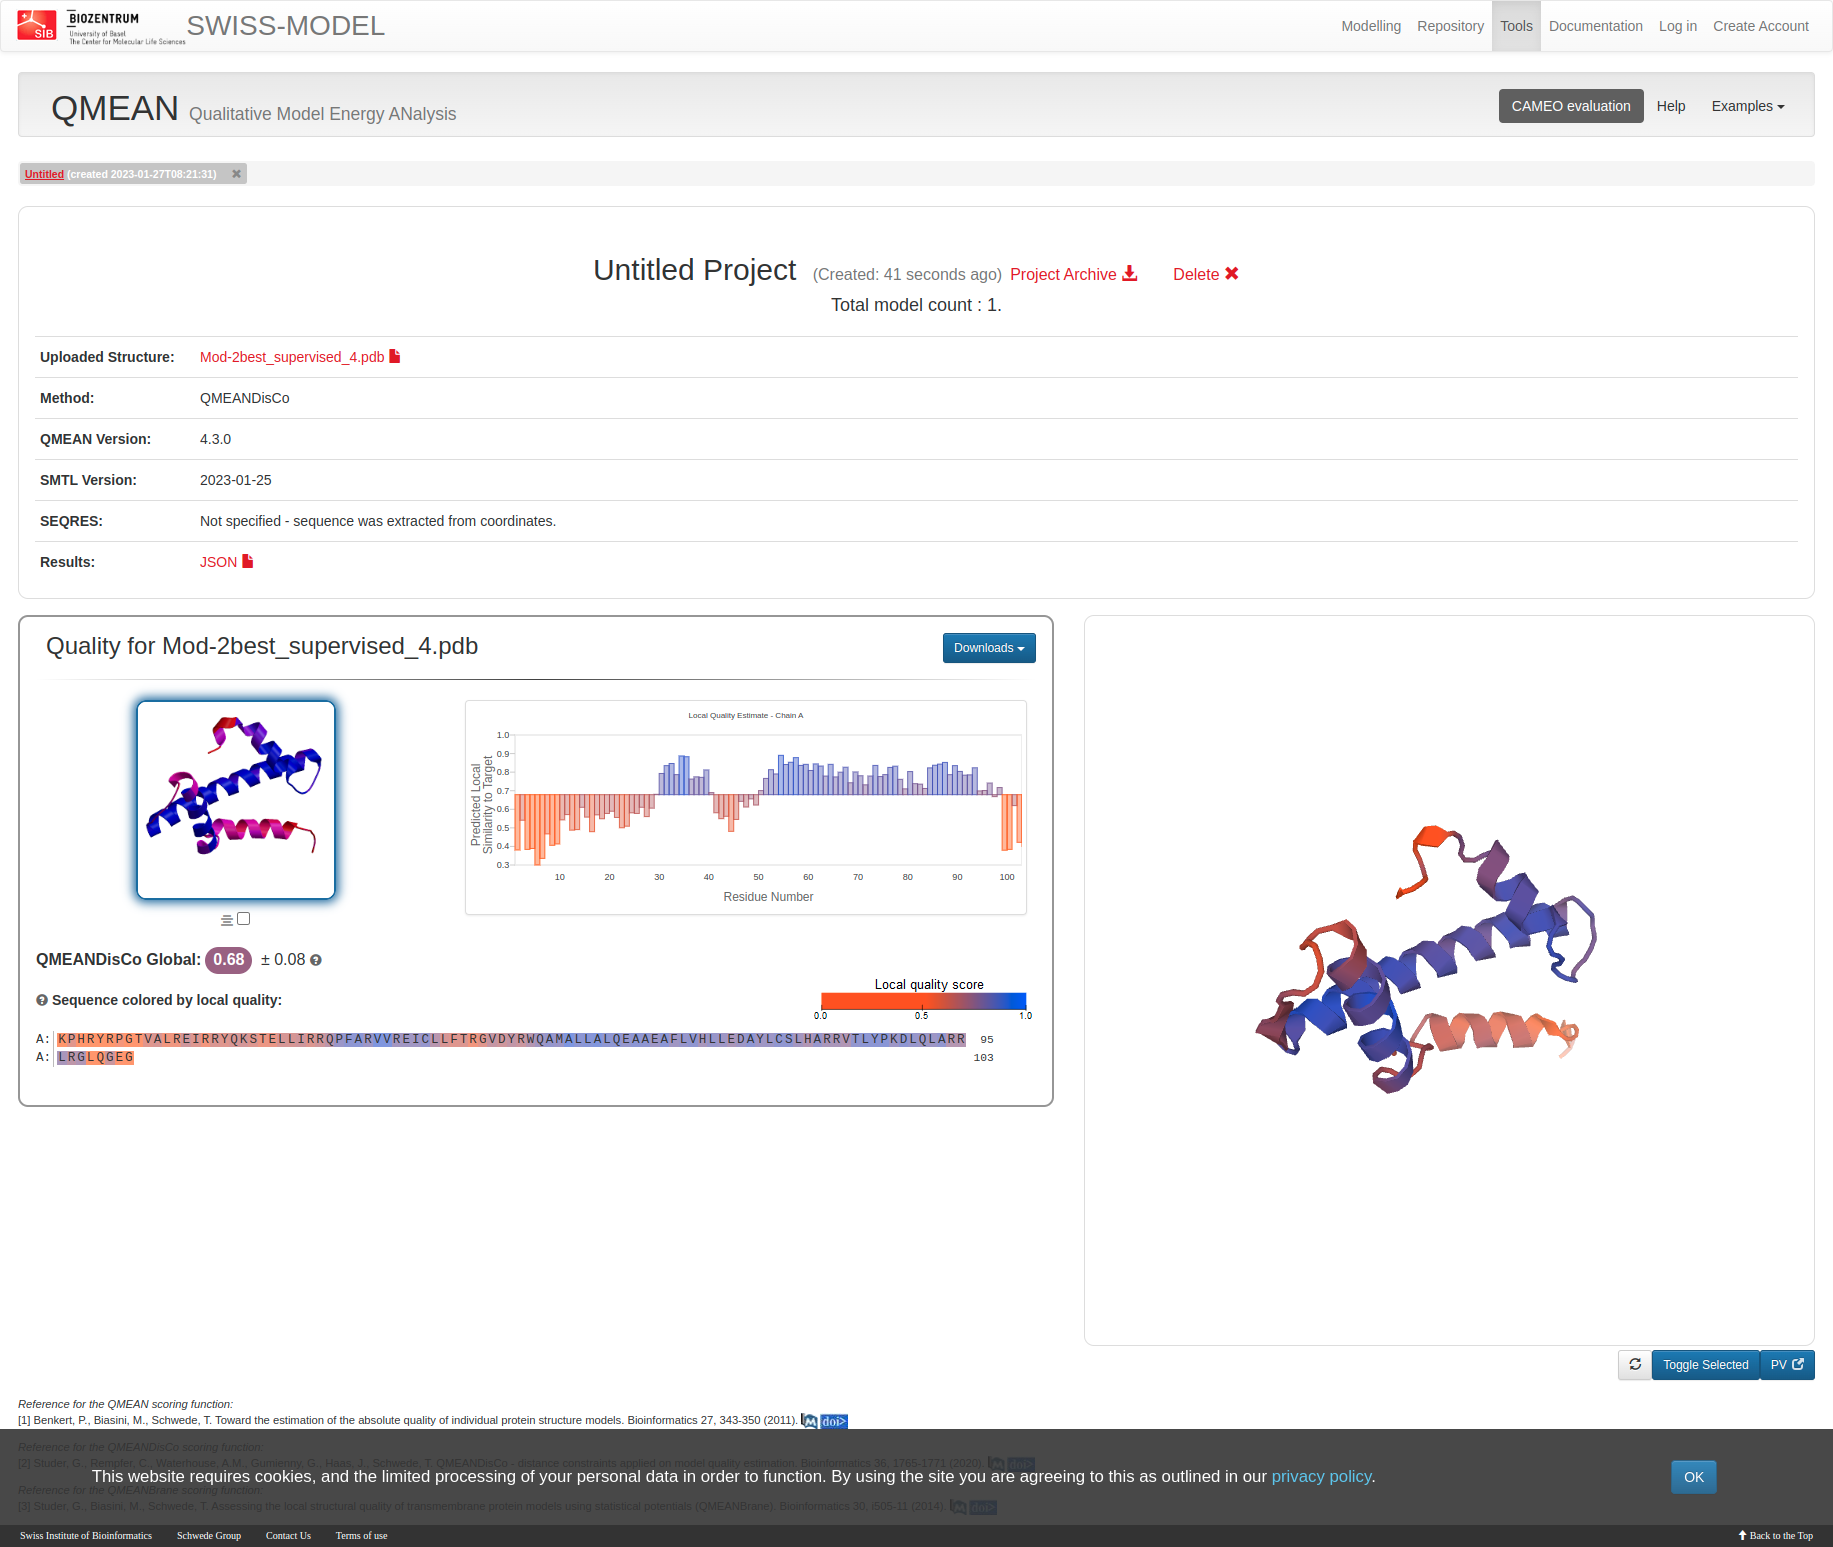 SIB
BIOZENTRUM
University of Basel
The Center for Molecular Life Sciences
SWISS-MODEL
Modelling Repository Tools Documentation Log in Create Account
QMEAN Qualitative Model Energy ANalysis
CAMEO evaluation Help Examples
Untitled (created 2023-01-27T08:21:31)
Untitled Project (Created: 41 seconds ago) Project Archive Delete
Total model count : 1.
Uploaded Structure: Mod-2best_supervised_4.pdb
Method: QMEANDisCo
QMEAN Version: 4.3.0
SMTL Version: 2023-01-25
SEQRES: Not specified - sequence was extracted from coordinates.
Results: JSON
Quality for Mod-2best_supervised_4.pdb
Downloads
Local Quality Estimate - Chain A
Predicted Local
Similarity to Target
1.0
0.9
0.8
0.7
0.6
0.5
0.4
0.3
10 20 30 40 50 60 70 80 90 100
Residue Number
QMEANDisCo Global: 0.68 ± 0.08
Sequence colored by local quality:
Local quality score
0.0 0.5 1.0
A: KPHRYRPGTVALREIRRYQKSTELLIRRQPFARVVREICLLFTRGVDYRWQAMALLALQEAAEAFLVHLLEDAYLCSLHARRVTLYPKDLQLARR 95
A: LRGLQGEG 103
Toggle Selected PV
Reference for the QMEAN scoring function:
[1] Benkert, P., Biasini, M., Schwede, T. Toward the estimation of the absolute quality of individual protein structure models. Bioinformatics 27, 343-350 (2011). M doi>
Reference for the QMEANDisCo scoring function:
[2] Studer, G., Rempfer, C., Waterhouse, A.M., Gumienny, G., Haas, J., Schwede, T. QMEANDisCo - distance constraints applied on model quality estimation. Bioinformatics 36, 1765-1771 (2020). M doi>
This website requires cookies, and the limited processing of your personal data in order to function. By using the site you are agreeing to this as outlined in our privacy policy.
OK
Reference for the QMEANBrane scoring function:
[3] Studer, G., Biasini, M., Schwede, T. Assessing the local structural quality of transmembrane protein models using statistical potentials (QMEANBrane). Bioinformatics 30, i505-11 (2014). M doi>
Swiss Institute of Bioinformatics Schwede Group Contact Us Terms of use
Back to the Top